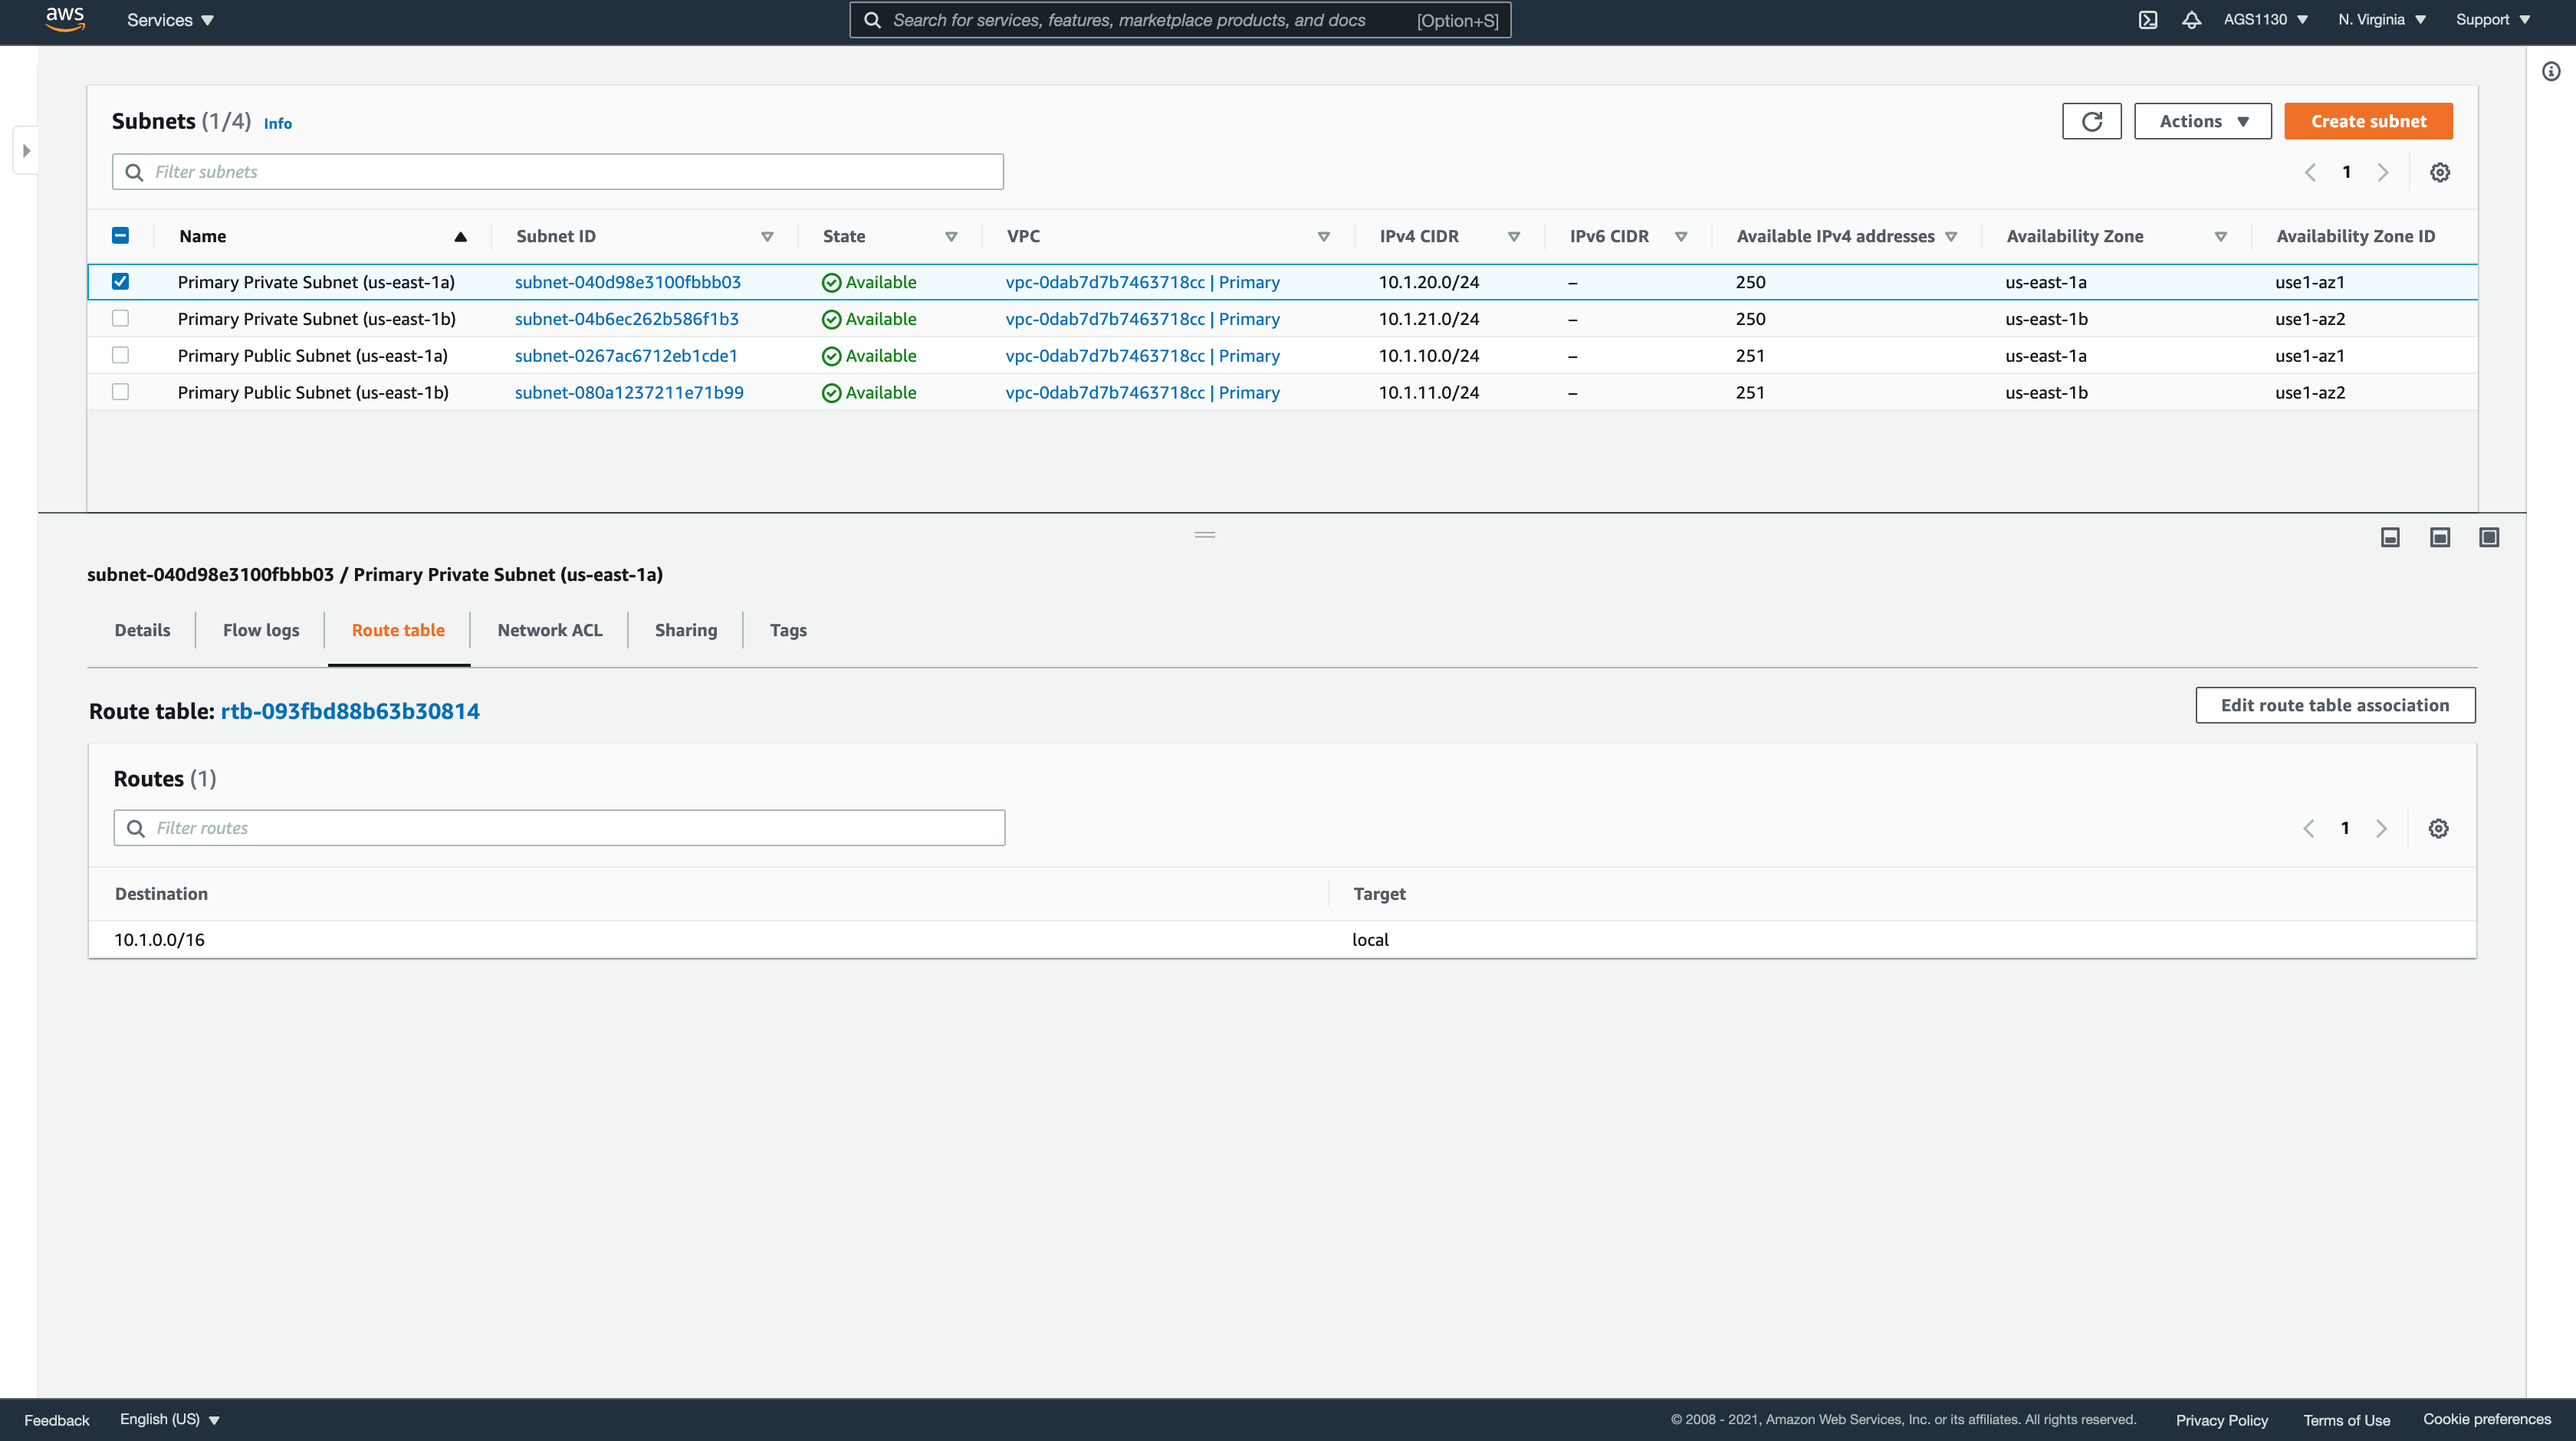 aws Services Search for services, features, marketplace products, and docs [Option+S] AGS1130 N. Virginia Support
Subnets (1/4) Info Actions Create subnet
Filter subnets 1
Name Subnet ID State VPC IPv4 CIDR IPv6 CIDR Available IPv4 addresses Availability Zone Availability Zone ID
Primary Private Subnet (us-east-1a) subnet-040d98e3100fbbb03 Available vpc-0dab7d7b7463718cc | Primary 10.1.20.0/24 – 250 us-east-1a use1-az1
Primary Private Subnet (us-east-1b) subnet-04b6ec262b586f1b3 Available vpc-0dab7d7b7463718cc | Primary 10.1.21.0/24 – 250 us-east-1b use1-az2
Primary Public Subnet (us-east-1a) subnet-0267ac6712eb1cde1 Available vpc-0dab7d7b7463718cc | Primary 10.1.10.0/24 – 251 us-east-1a use1-az1
Primary Public Subnet (us-east-1b) subnet-080a1237211e71b99 Available vpc-0dab7d7b7463718cc | Primary 10.1.11.0/24 – 251 us-east-1b use1-az2
subnet-040d98e3100fbbb03 / Primary Private Subnet (us-east-1a)
Details Flow logs Route table Network ACL Sharing Tags
Route table: rtb-093fbd88b63b30814 Edit route table association
Routes (1)
Filter routes 1
Destination Target
10.1.0.0/16 local
Feedback English (US) © 2008 - 2021, Amazon Web Services, Inc. or its affiliates. All rights reserved. Privacy Policy Terms of Use Cookie preferences